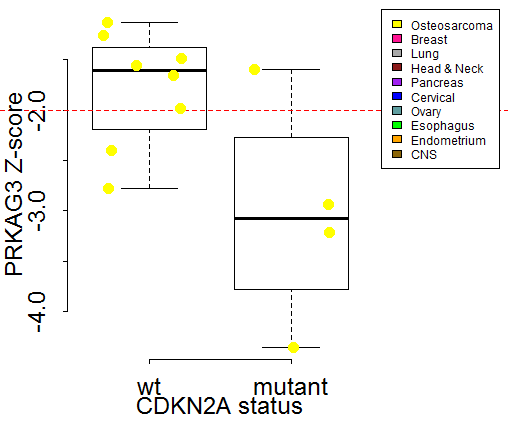 PRKAG3 Z-score
-2.0
-3.0
-4.0
wt mutant
CDKN2A status
Osteosarcoma
Breast
Lung
Head & Neck
Pancreas
Cervical
Ovary
Esophagus
Endometrium
CNS